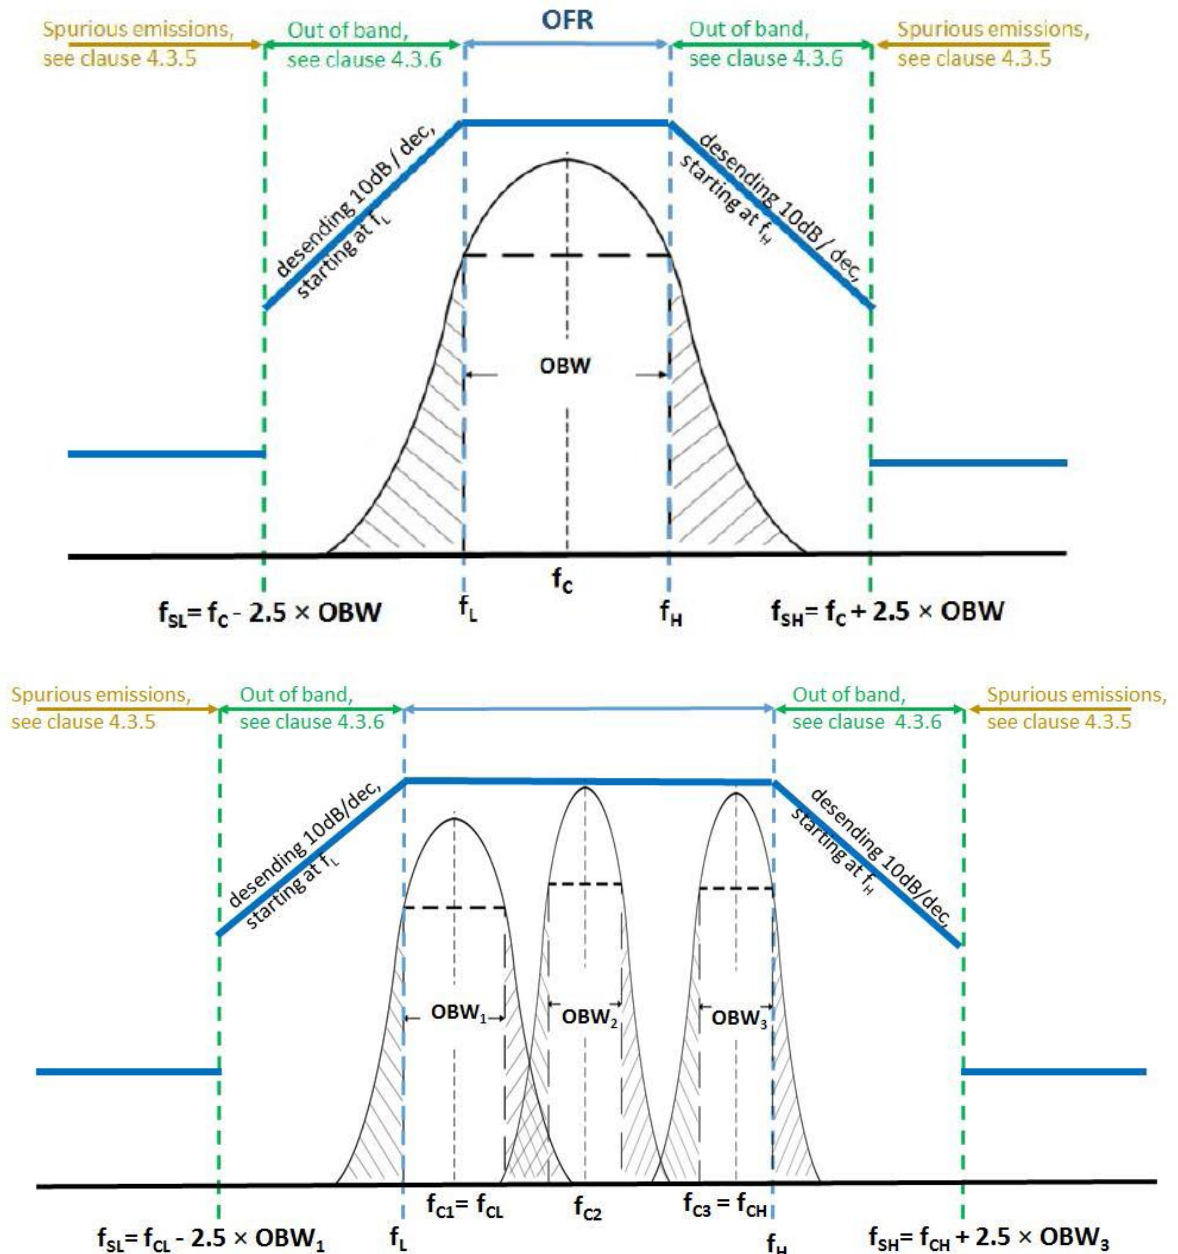 OFR
Spurious emissions,
see clause 4.3.5
Out of band,
see clause 4.3.6
Out of band,
see clause 4.3.6
Spurious emissions,
see clause 4.3.5
desending 10dB / dec,
starting at fL
desending 10dB / dec,
starting at fH
OBW
fC
fSL= fC - 2.5 × OBW
fL
fH
fSH= fC + 2.5 × OBW
Spurious emissions,
see clause 4.3.5
Out of band,
see clause 4.3.6
Out of band,
see clause 4.3.6
Spurious emissions,
see clause 4.3.5
desending 10dB/dec,
starting at fL
desending 10dB/dec,
starting at fH
OBW1
OBW2
OBW3
fC1= fCL
fC2
fC3 = fCH
fSL= fCL - 2.5 × OBW1
fL
fH
fSH= fCH + 2.5 × OBW3